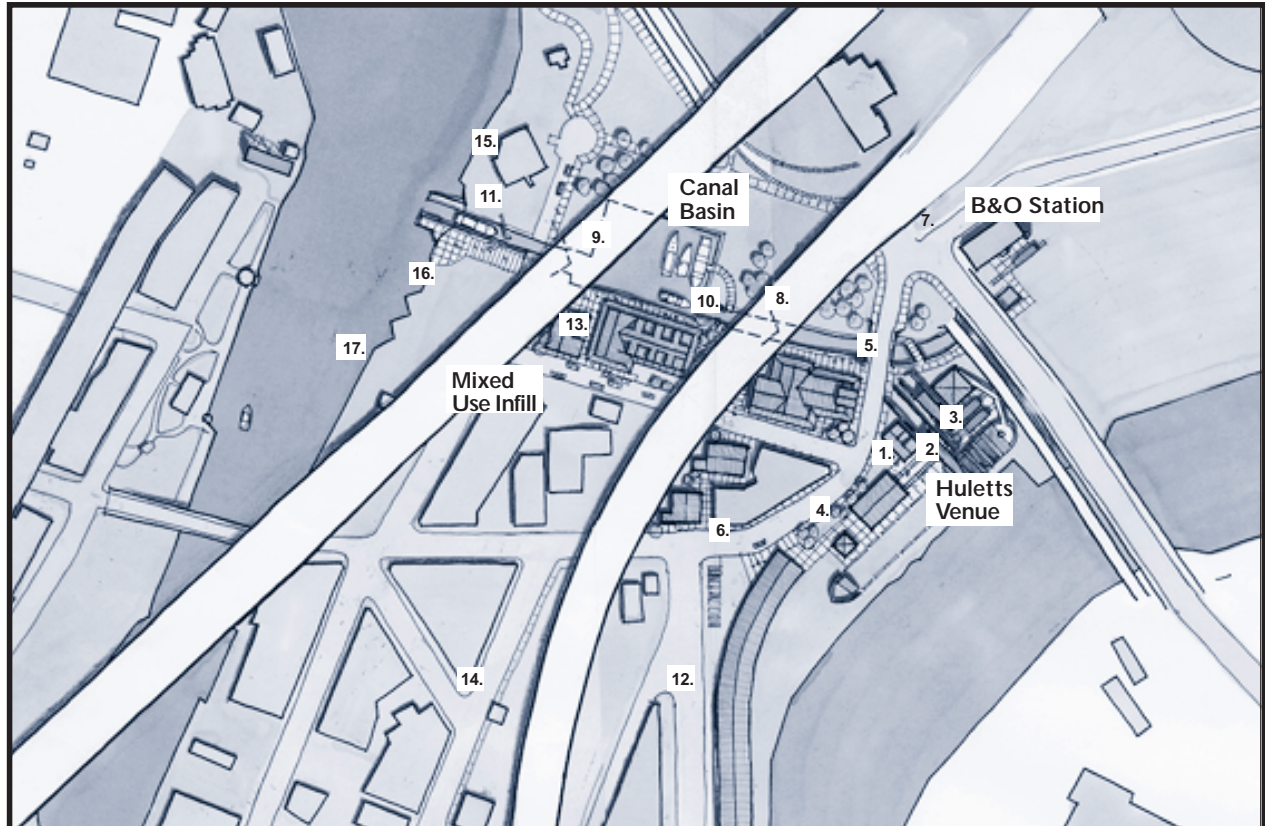 15.
11.
Canal
Basin
B&O Station
7.
9.
16.
10.
8.
13.
5.
17.
Mixed
Use Infill
3.
1.
2.
Huletts
Venue
4.
6.
14.
12.